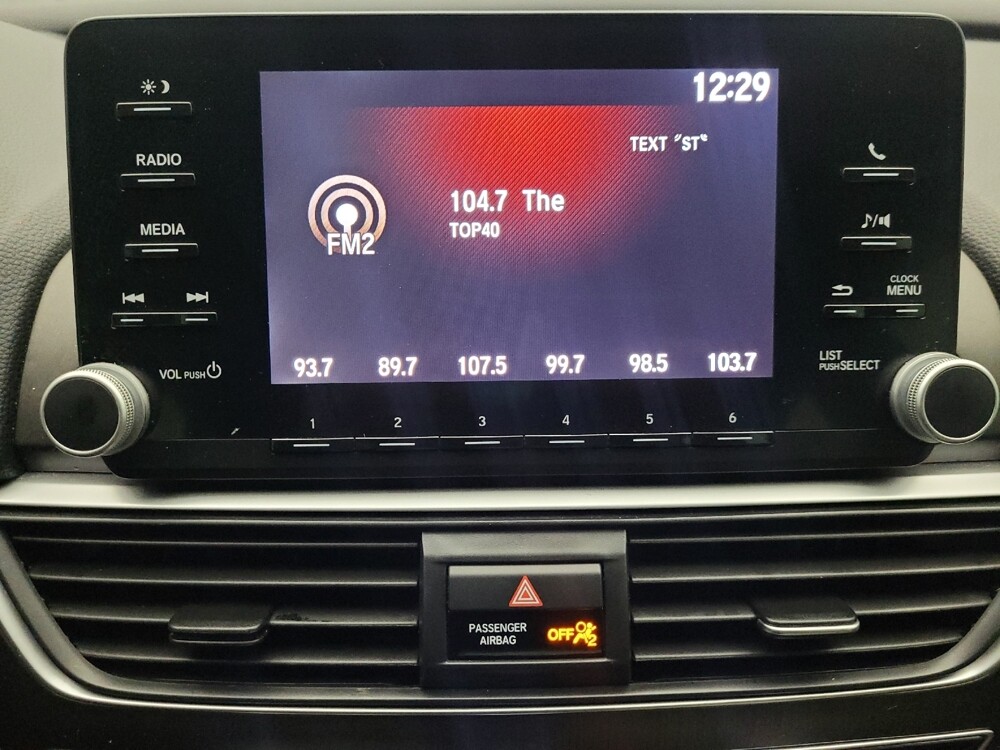 12:29
TEXT "ST"
104.7 The
TOP40
FM2
93.7 89.7 107.5 99.7 98.5 103.7
RADIO
MEDIA
VOL PUSH
CLOCK
MENU
LIST
PUSH SELECT
1 2 3 4 5 6
PASSENGER
AIRBAG
OFF 2